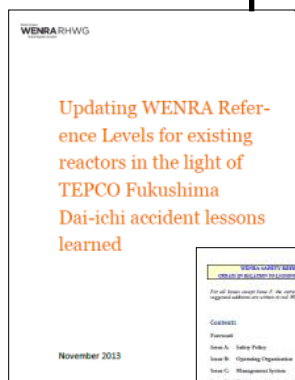 WENRA RHWG
Updating WENRA Refer-
ence Levels for existing
reactors in the light of
TEPCO Fukushima
Dai-ichi accident lessons
learned
November 2013
Contents
Foreword
Issue A: Safety Policy
Issue B: Operating Organisation
Issue C: Management System